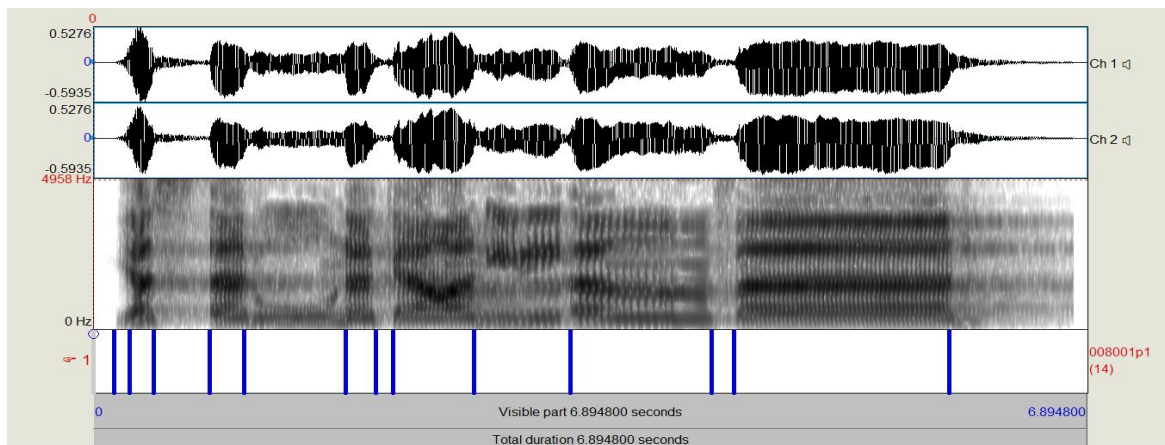 0
0.5276
0
-0.5935
Ch 1
0.5276
0
-0.5935
Ch 2
4958 Hz
0 Hz
1
008001p1
(14)
0 Visible part 6.894800 seconds 6.894800
Total duration 6.894800 seconds